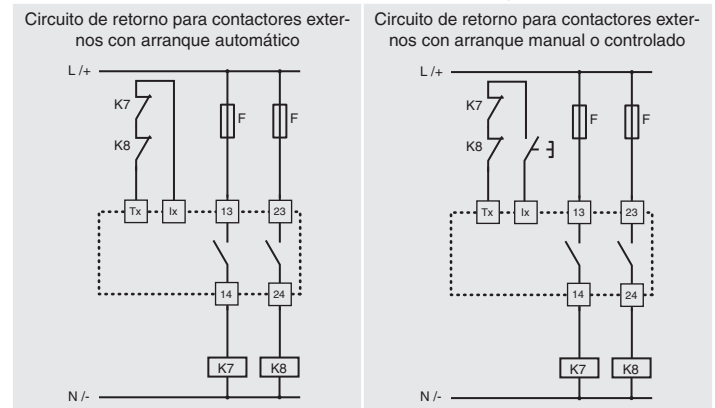 Circuito de retorno para contactores exter-
nos con arranque automático
L /+
K7
K8
F
F
Tx
Ix
13
23
14
24
K7
K8
N /-
Circuito de retorno para contactores exter-
nos con arranque manual o controlado
L /+
K7
K8
F
F
Tx
Ix
13
23
14
24
K7
K8
N /-